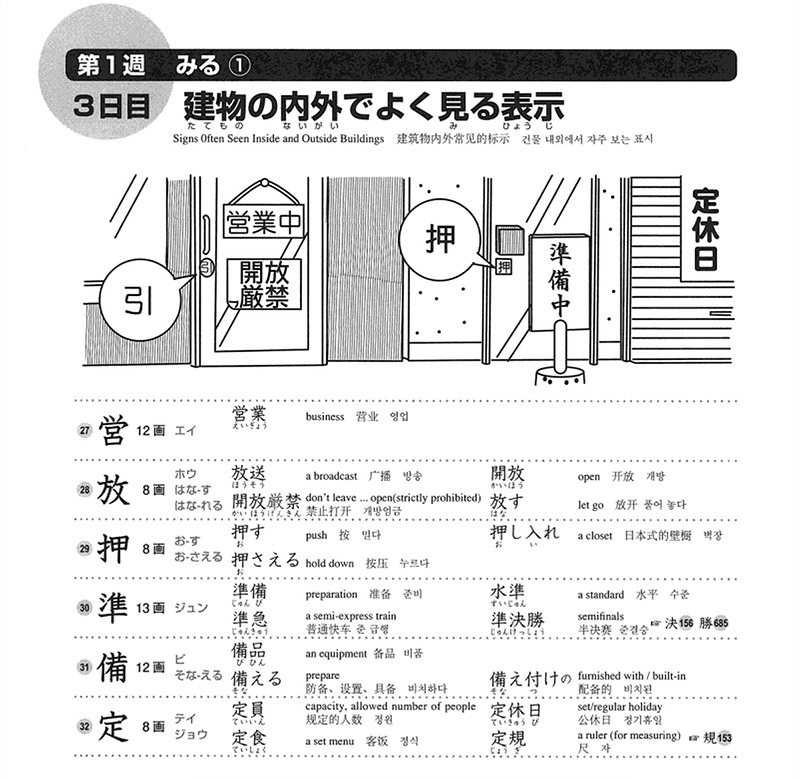 第1週 みる ①
3日目 建物の内外でよく見る表示
たてもの ないがい み ひょうじ
Signs Often Seen Inside and Outside Buildings 建筑物内外常见的标示 건물 내외에서 자주 보는 표시
営業中
開放
厳禁
引
引
押
押
準備中
定休日
27 営 12画 エイ
営業 business 营业 영업
えいぎょう
28 放 8画 ホウ はな-す はな-れる
放送 a broadcast 广播 방송
ほうそう
開放 open 开放 개방
かいほう
開放厳禁 don't leave ... open(strictly prohibited) 禁止打开 개방엄금
かいほうげんきん
放す let go 放开 풀어 놓다
はな
29 押 8画 お-す お-さえる
押す push 按 밀다
お
押し入れ a closet 日本式的壁橱 벽장
お い
押さえる hold down 按压 누르다
お
30 準 13画 ジュン
準備 preparation 准备 준비
じゅんび
水準 a standard 水平 수준
すいじゅん
準急 a semi-express train 普通快车 준 급행
じゅんきゅう
準決勝 semifinals 半决赛 준결승 ☞ 決156 勝685
じゅんけっしょう
31 備 12画 ビ そな-える
備品 an equipment 备品 비품
びひん
備える prepare 防备、设置、具备 비치하다
そな
備え付けの furnished with / built-in 配备的 비치된
そな つ
32 定 8画 テイ ジョウ
定員 capacity, allowed number of people 规定的人数 정원
ていいん
定休日 set/regular holiday 公休日 정기휴일
ていきゅうび
定食 a set menu 客饭 정식
ていしょく
定規 a ruler (for measuring) 尺 자 ☞ 規153
じょうぎ